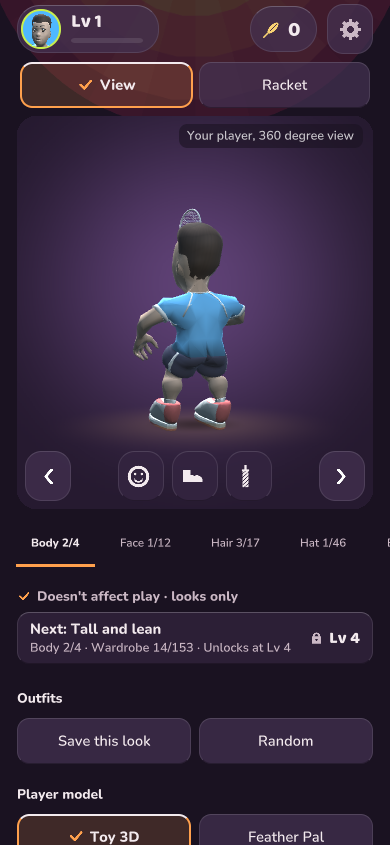 Lv 1
0
View
Racket
Your player, 360 degree view
Body 2/4
Face 1/12
Hair 3/17
Hat 1/46
Doesn't affect play · looks only
Next: Tall and lean
Body 2/4 · Wardrobe 14/153 · Unlocks at Lv 4
Lv 4
Outfits
Save this look
Random
Player model
Toy 3D
Feather Pal